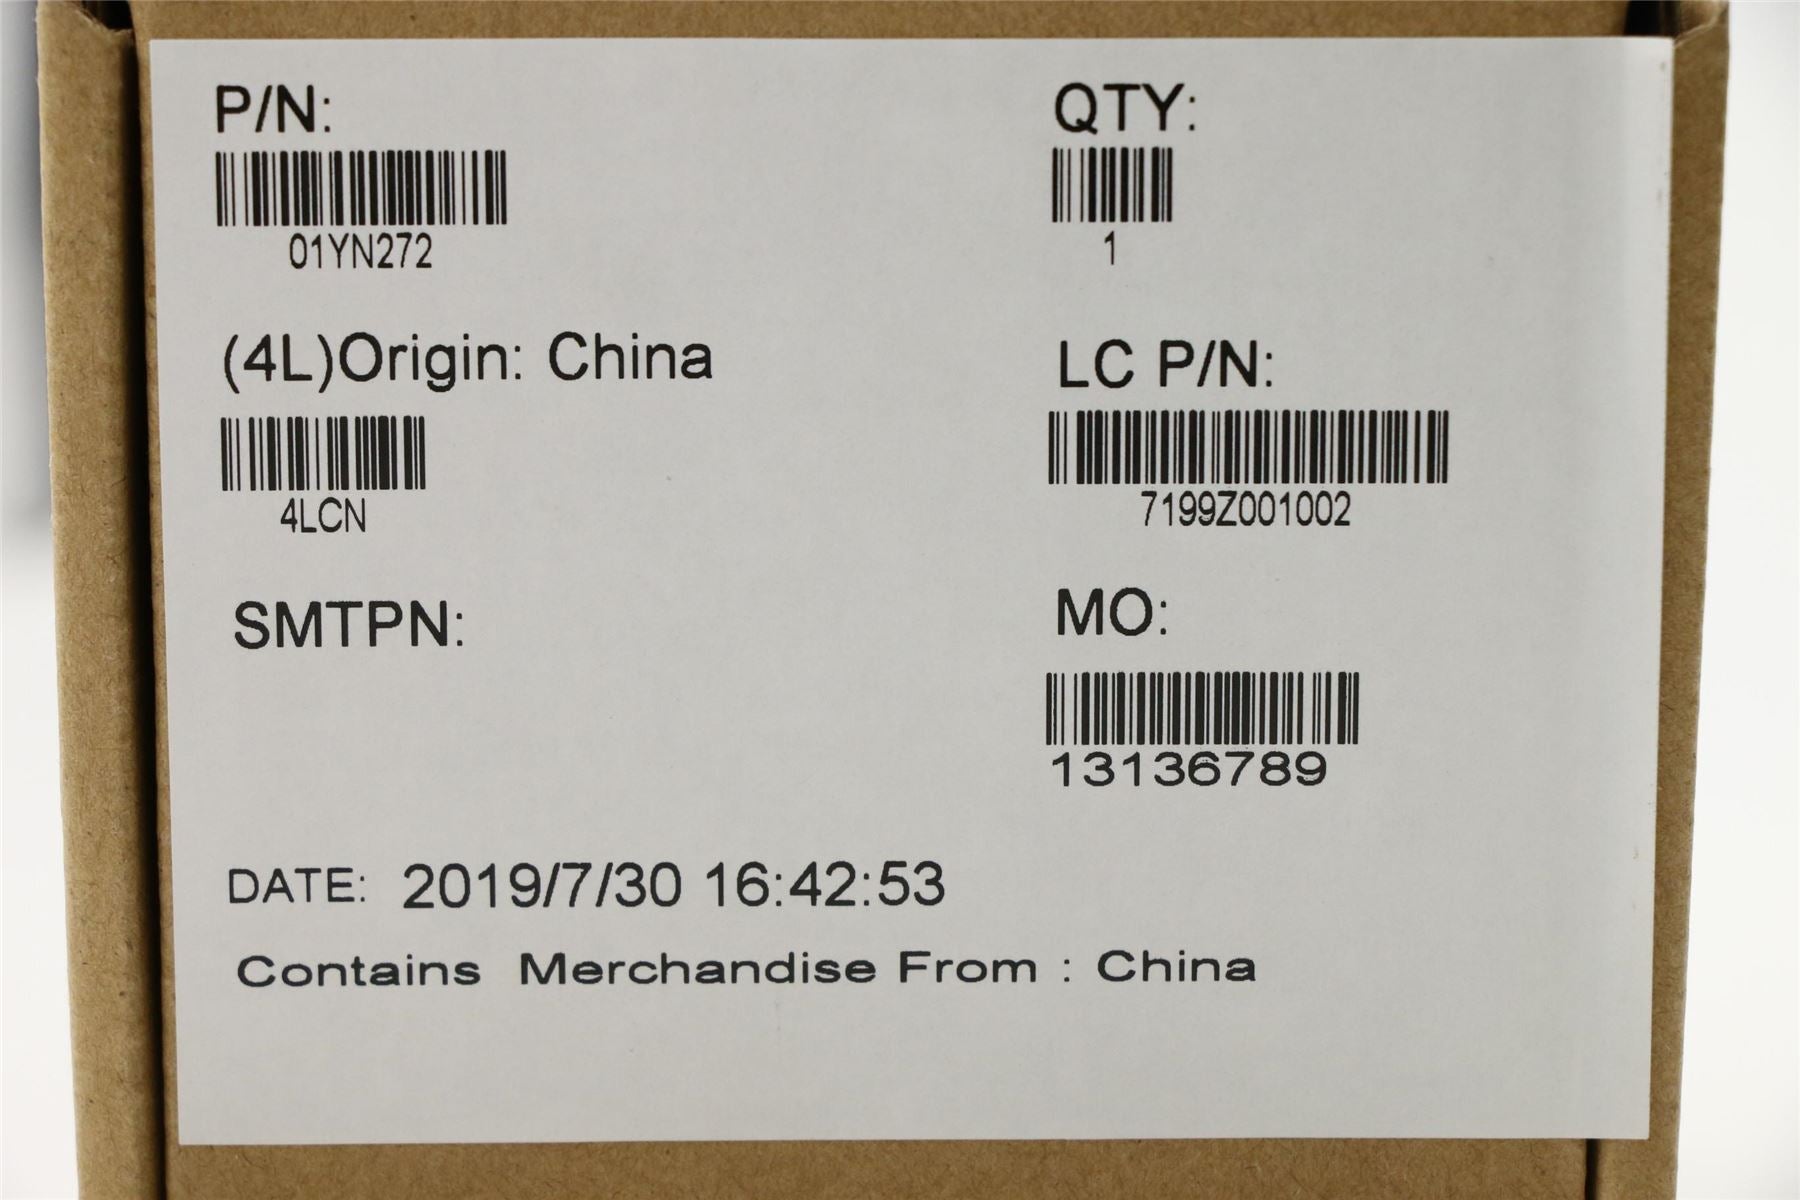 P/N:
01YN272
QTY:
1
(4L)Origin: China
4LCN
LC P/N:
7199Z001002
SMTPN:
MO:
13136789
DATE: 2019/7/30 16:42:53
Contains Merchandise From : China